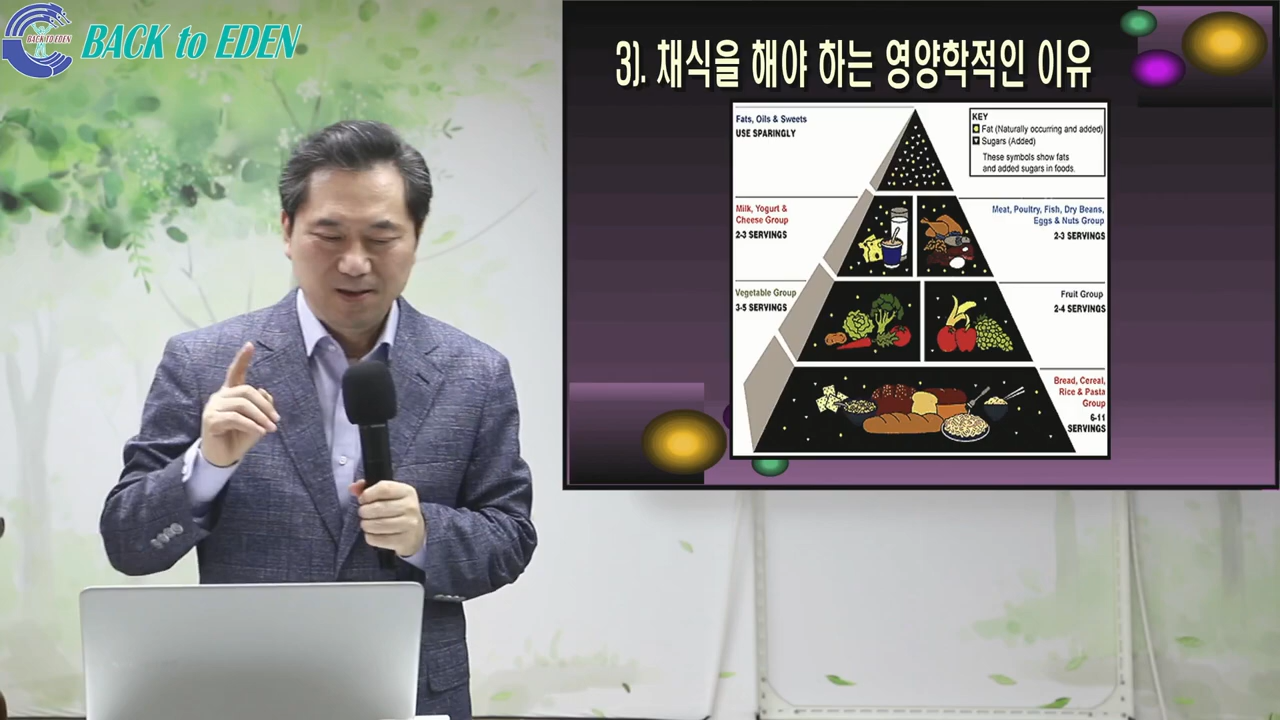 BACK TO EDEN
BACK to EDEN
3). 채식을 해야 하는 영양학적인 이유
Fats, Oils & Sweets
USE SPARINGLY
KEY
Fat (Naturally occurring and added)
Sugars (Added)
These symbols show fats
and added sugars in foods.
Milk, Yogurt &
Cheese Group
2-3 SERVINGS
Meat, Poultry, Fish, Dry Beans,
Eggs & Nuts Group
2-3 SERVINGS
Vegetable Group
3-5 SERVINGS
Fruit Group
2-4 SERVINGS
Bread, Cereal,
Rice & Pasta
Group
6-11
SERVINGS